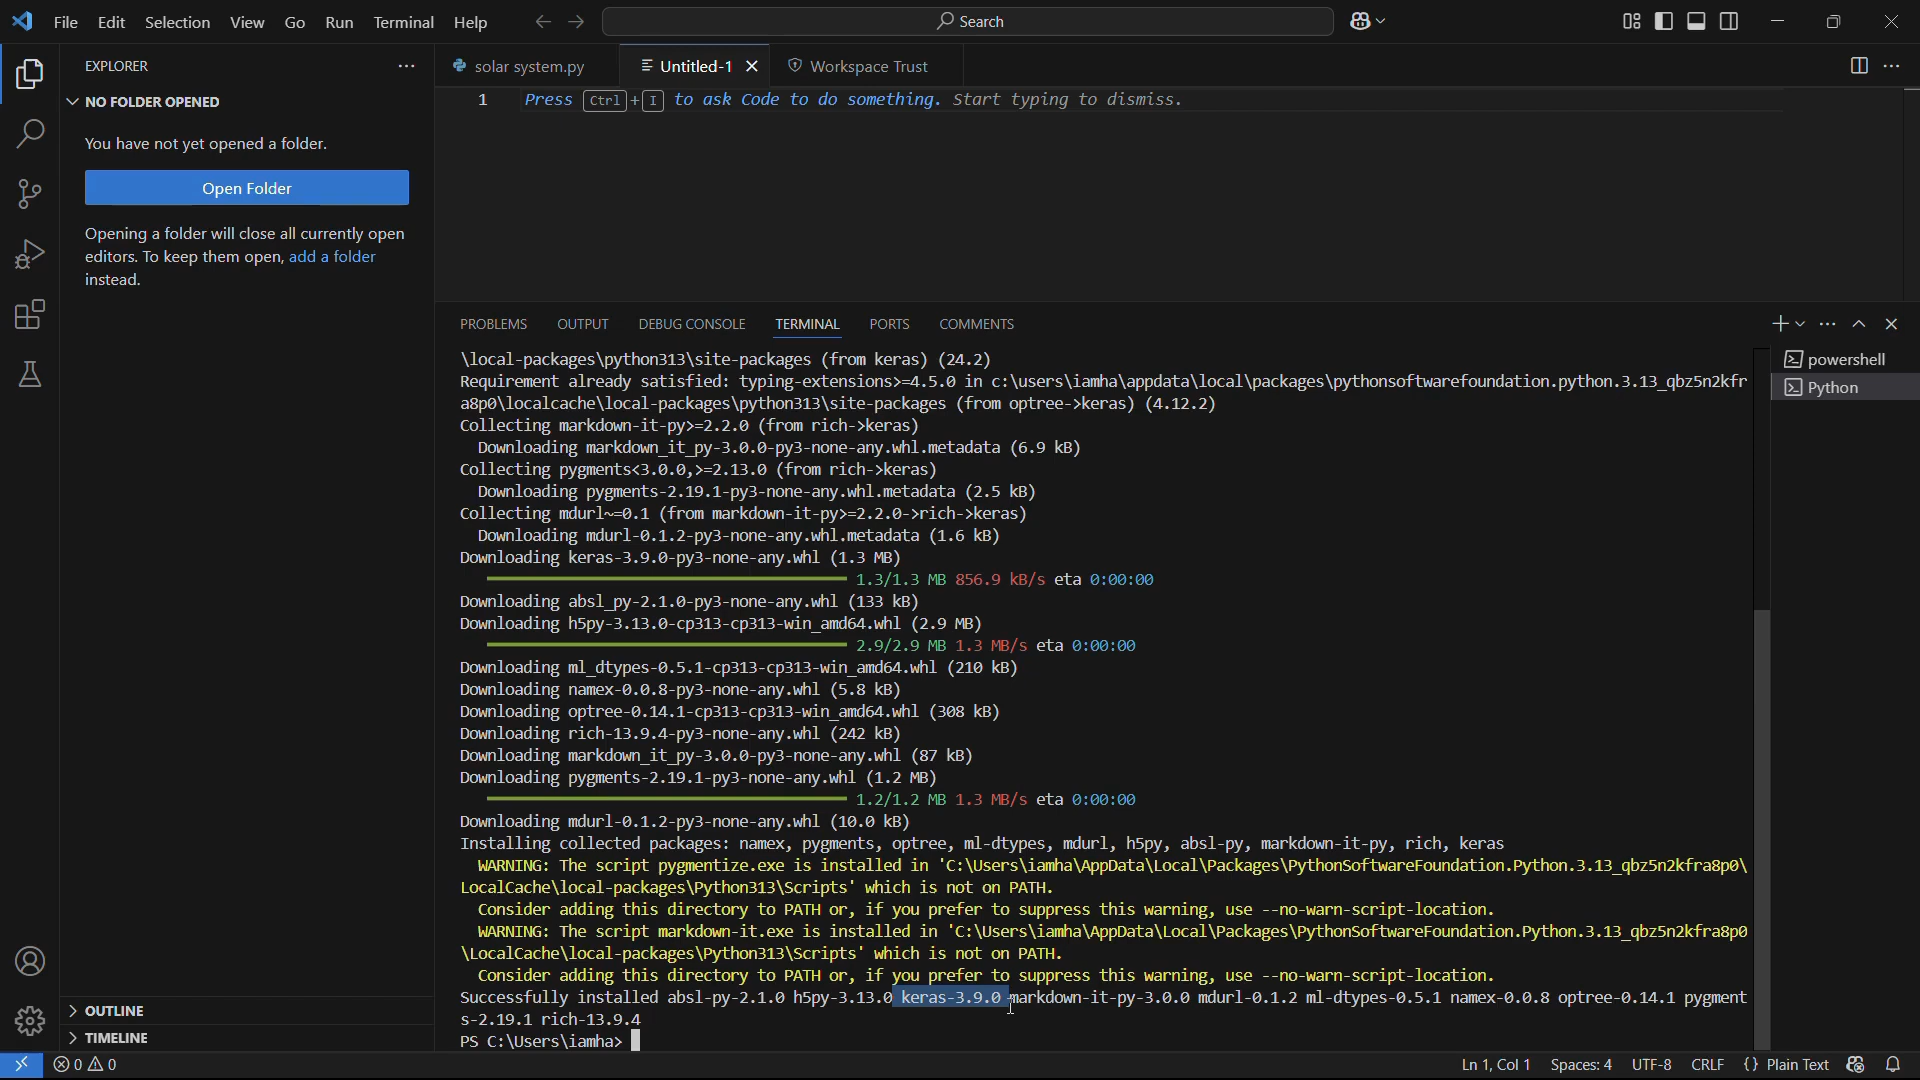 File Edit Selection View Go Run Terminal Help
Search
EXPLORER
NO FOLDER OPENED
You have not yet opened a folder.
Open Folder
Opening a folder will close all currently open
editors. To keep them open, add a folder
instead.
OUTLINE
TIMELINE
solar system.py Untitled-1 Workspace Trust
1 Press Ctrl+I to ask Code to do something. Start typing to dismiss.
PROBLEMS OUTPUT DEBUG CONSOLE TERMINAL PORTS COMMENTS
powershell
Python
\local-packages\python313\site-packages (from keras) (24.2)
Requirement already satisfied: typing-extensions>=4.5.0 in c:\users\iamha\appdata\local\packages\pythonsoftwarefoundation.python.3.13_qbz5n2kfr
a8p0\localcache\local-packages\python313\site-packages (from optree->keras) (4.12.2)
Collecting markdown-it-py>=2.2.0 (from rich->keras)
Downloading markdown_it_py-3.0.0-py3-none-any.whl.metadata (6.9 kB)
Collecting pygments<3.0.0,>=2.13.0 (from rich->keras)
Downloading pygments-2.19.1-py3-none-any.whl.metadata (2.5 kB)
Collecting mdurl~=0.1 (from markdown-it-py>=2.2.0->rich->keras)
Downloading mdurl-0.1.2-py3-none-any.whl.metadata (1.6 kB)
Downloading keras-3.9.0-py3-none-any.whl (1.3 MB)
1.3/1.3 MB 856.9 kB/s eta 0:00:00
Downloading absl_py-2.1.0-py3-none-any.whl (133 kB)
Downloading h5py-3.13.0-cp313-cp313-win_amd64.whl (2.9 MB)
2.9/2.9 MB 1.3 MB/s eta 0:00:00
Downloading ml_dtypes-0.5.1-cp313-cp313-win_amd64.whl (210 kB)
Downloading namex-0.0.8-py3-none-any.whl (5.8 kB)
Downloading optree-0.14.1-cp313-cp313-win_amd64.whl (308 kB)
Downloading rich-13.9.4-py3-none-any.whl (242 kB)
Downloading markdown_it_py-3.0.0-py3-none-any.whl (87 kB)
Downloading pygments-2.19.1-py3-none-any.whl (1.2 MB)
1.2/1.2 MB 1.3 MB/s eta 0:00:00
Downloading mdurl-0.1.2-py3-none-any.whl (10.0 kB)
Installing collected packages: namex, pygments, optree, ml-dtypes, mdurl, h5py, absl-py, markdown-it-py, rich, keras
WARNING: The script pygmentize.exe is installed in 'C:\Users\iamha\AppData\Local\Packages\PythonSoftwareFoundation.Python.3.13_qbz5n2kfra8p0\
LocalCache\local-packages\Python313\Scripts' which is not on PATH.
Consider adding this directory to PATH or, if you prefer to suppress this warning, use --no-warn-script-location.
WARNING: The script markdown-it.exe is installed in 'C:\Users\iamha\AppData\Local\Packages\PythonSoftwareFoundation.Python.3.13_qbz5n2kfra8p0
\LocalCache\local-packages\Python313\Scripts' which is not on PATH.
Consider adding this directory to PATH or, if you prefer to suppress this warning, use --no-warn-script-location.
Successfully installed absl-py-2.1.0 h5py-3.13.0 keras-3.9.0 markdown-it-py-3.0.0 mdurl-0.1.2 ml-dtypes-0.5.1 namex-0.0.8 optree-0.14.1 pygment
s-2.19.1 rich-13.9.4
PS C:\Users\iamha>
0 0 Ln 1, Col 1 Spaces: 4 UTF-8 CRLF {} Plain Text